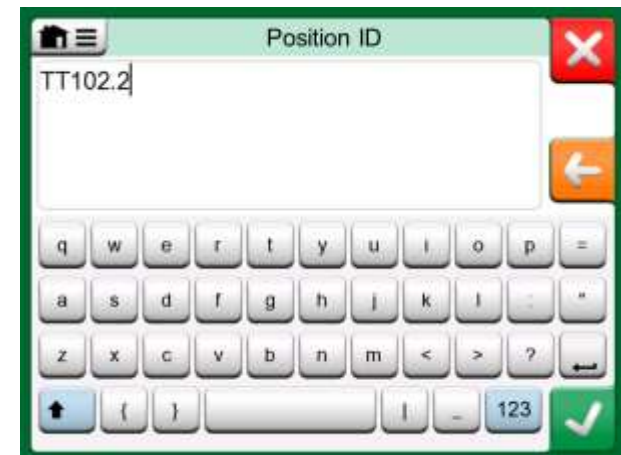 Position ID
TT102.2
q w e r t y u i o p =
a s d f g h j k l : "
z x c v b n m < > ?
{ } | _ 123